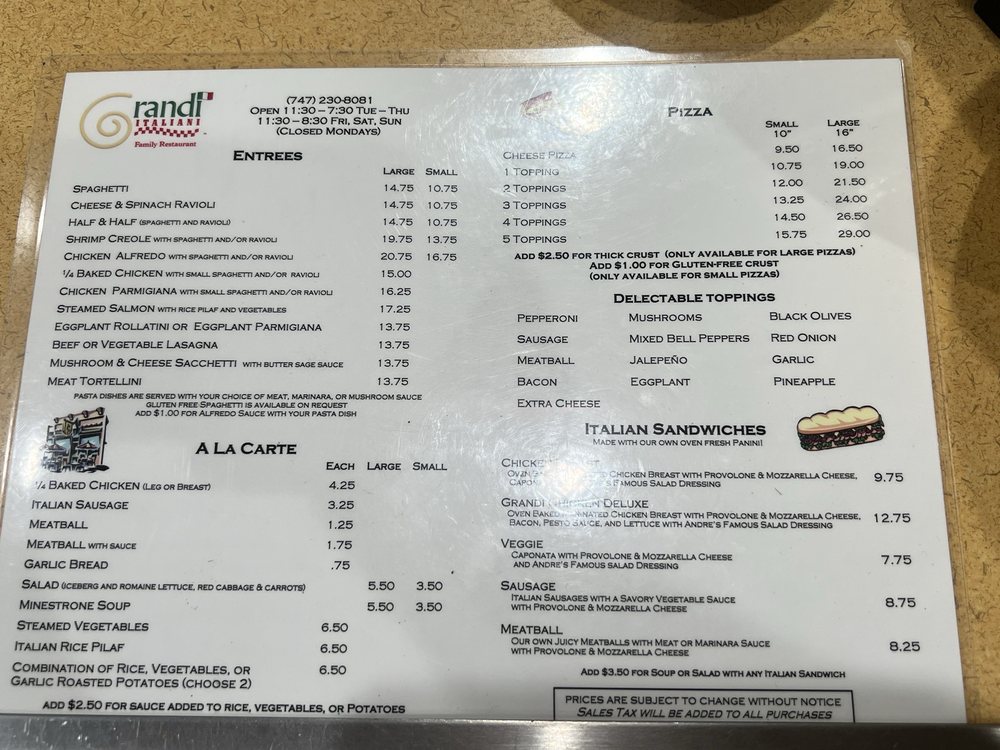 Grandi
ITALIANI
Family Restaurant
(747) 230-8081
OPEN 11:30 – 7:30 TUE – THU
11:30 – 8:30 FRI, SAT, SUN
(CLOSED MONDAYS)
ENTREES
LARGE SMALL
SPAGHETTI 14.75 10.75
CHEESE & SPINACH RAVIOLI 14.75 10.75
HALF & HALF (SPAGHETTI AND RAVIOLI) 14.75 10.75
SHRIMP CREOLE WITH SPAGHETTI AND/OR RAVIOLI 19.75 13.75
CHICKEN ALFREDO WITH SPAGHETTI AND/OR RAVIOLI 20.75 16.75
¼ BAKED CHICKEN WITH SMALL SPAGHETTI AND/OR RAVIOLI 15.00
CHICKEN PARMIGIANA WITH SMALL SPAGHETTI AND/OR RAVIOLI 16.25
STEAMED SALMON WITH RICE PILAF AND VEGETABLES 17.25
EGGPLANT ROLLATINI OR EGGPLANT PARMIGIANA 13.75
BEEF OR VEGETABLE LASAGNA 13.75
MUSHROOM & CHEESE SACCHETTI WITH BUTTER SAGE SAUCE 13.75
MEAT TORTELLINI 13.75
PASTA DISHES ARE SERVED WITH YOUR CHOICE OF MEAT, MARINARA, OR MUSHROOM SAUCE
GLUTEN FREE SPAGHETTI IS AVAILABLE ON REQUEST
ADD $1.00 FOR ALFREDO SAUCE WITH YOUR PASTA DISH
A LA CARTE
EACH LARGE SMALL
¼ BAKED CHICKEN (LEG OR BREAST) 4.25
ITALIAN SAUSAGE 3.25
MEATBALL 1.25
MEATBALL WITH SAUCE 1.75
GARLIC BREAD .75
SALAD (ICEBERG AND ROMAINE LETTUCE, RED CABBAGE & CARROTS) 5.50 3.50
MINESTRONE SOUP 5.50 3.50
STEAMED VEGETABLES 6.50
ITALIAN RICE PILAF 6.50
COMBINATION OF RICE, VEGETABLES, OR 6.50
GARLIC ROASTED POTATOES (CHOOSE 2)
ADD $2.50 FOR SAUCE ADDED TO RICE, VEGETABLES, OR POTATOES
PIZZA
SMALL LARGE
10" 16"
CHEESE PIZZA 9.50 16.50
1 TOPPING 10.75 19.00
2 TOPPINGS 12.00 21.50
3 TOPPINGS 13.25 24.00
4 TOPPINGS 14.50 26.50
5 TOPPINGS 15.75 29.00
ADD $2.50 FOR THICK CRUST (ONLY AVAILABLE FOR LARGE PIZZAS)
ADD $1.00 FOR GLUTEN-FREE CRUST
(ONLY AVAILABLE FOR SMALL PIZZAS)
DELECTABLE TOPPINGS
PEPPERONI MUSHROOMS BLACK OLIVES
SAUSAGE MIXED BELL PEPPERS RED ONION
MEATBALL JALEPEÑO GARLIC
BACON EGGPLANT PINEAPPLE
EXTRA CHEESE
ITALIAN SANDWICHES
MADE WITH OUR OWN OVEN FRESH PANINI!
CHICKEN
OVEN CHICKEN BREAST WITH PROVOLONE & MOZZARELLA CHEESE, 9.75
FAMOUS SALAD DRESSING
GRANDI CHICKEN DELUXE
OVEN BAKED MARINATED CHICKEN BREAST WITH PROVOLONE & MOZZARELLA CHEESE, 12.75
BACON, PESTO SAUCE, AND LETTUCE WITH ANDRE'S FAMOUS SALAD DRESSING
VEGGIE
CAPONATA WITH PROVOLONE & MOZZARELLA CHEESE 7.75
AND ANDRE'S FAMOUS SALAD DRESSING
SAUSAGE
ITALIAN SAUSAGES WITH A SAVORY VEGETABLE SAUCE 8.75
WITH PROVOLONE & MOZZARELLA CHEESE
MEATBALL
OUR OWN JUICY MEATBALLS WITH MEAT OR MARINARA SAUCE 8.25
WITH PROVOLONE & MOZZARELLA CHEESE
ADD $3.50 FOR SOUP OR SALAD WITH ANY ITALIAN SANDWICH
PRICES ARE SUBJECT TO CHANGE WITHOUT NOTICE
SALES TAX WILL BE ADDED TO ALL PURCHASES